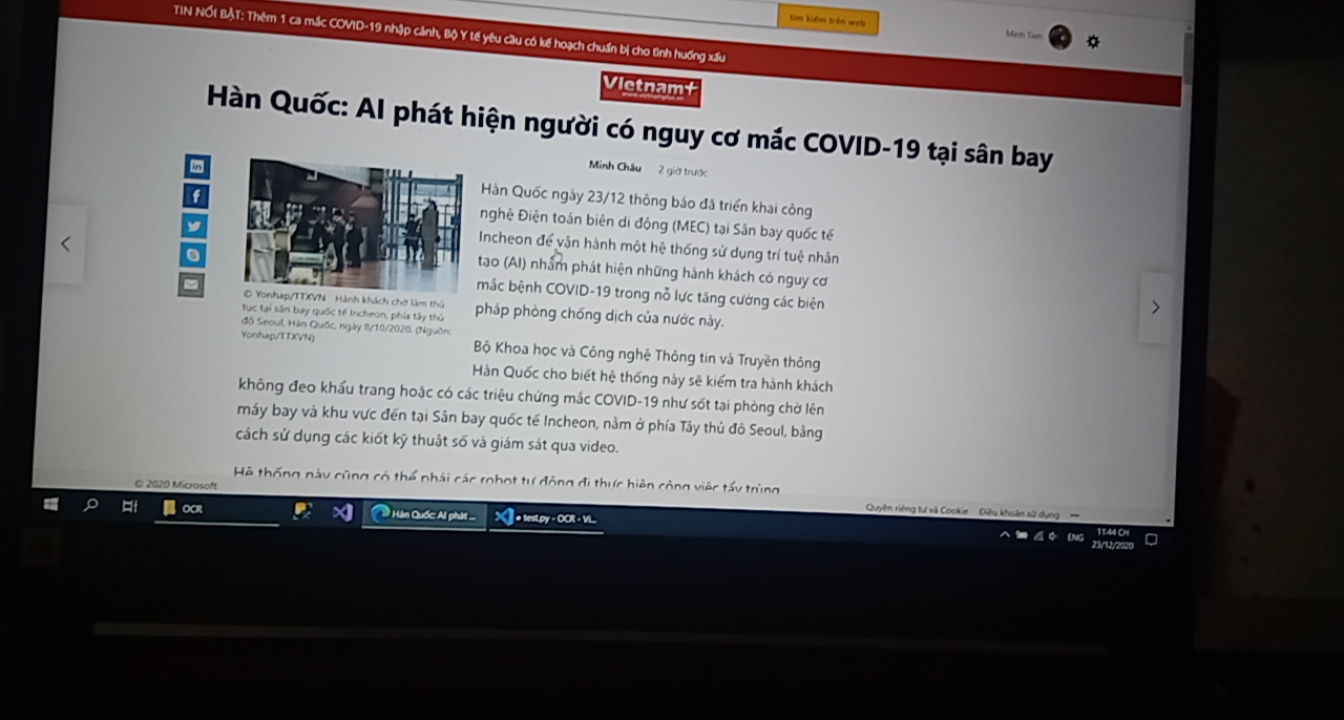 tìm kiếm trên web
TIN NỔI BẬT: Thêm 1 ca mắc COVID-19 nhập cảnh, Bộ Y tế yêu cầu có kế hoạch chuẩn bị cho tình huống xấu
Minh Tien
Vietnam+
Hàn Quốc: AI phát hiện người có nguy cơ mắc COVID-19 tại sân bay
Minh Châu 2 giờ trước
in
f
Hàn Quốc ngày 23/12 thông báo đã triển khai công
nghệ Điện toán biên di động (MEC) tại Sân bay quốc tế
Incheon để vận hành một hệ thống sử dụng trí tuệ nhân
tạo (AI) nhằm phát hiện những hành khách có nguy cơ
mắc bệnh COVID-19 trong nỗ lực tăng cường các biện
pháp phòng chống dịch của nước này.
© Yonhap/TTXVN Hành khách chờ làm thủ
tục tại sân bay quốc tế Incheon, phía tây thủ
đô Seoul, Hàn Quốc, ngày 8/10/2020. (Nguồn:
Yonhap/TTXVN)
Bộ Khoa học và Công nghệ Thông tin và Truyền thông
Hàn Quốc cho biết hệ thống này sẽ kiểm tra hành khách
không đeo khẩu trang hoặc có các triệu chứng mắc COVID-19 như sốt tại phòng chờ lên
máy bay và khu vực đến tại Sân bay quốc tế Incheon, nằm ở phía Tây thủ đô Seoul, bằng
cách sử dụng các kiốt kỹ thuật số và giám sát qua video.
Hệ thống này cũng có thể phái các robot tự động đi thực hiện công việc tẩy trùng
© 2020 Microsoft
Quyền riêng tư và Cookie Điều khoản sử dụng
OCR
Hàn Quốc: AI phát ...
test.py - OCR - Vi...
ENG
11:44 CH
23/12/2020